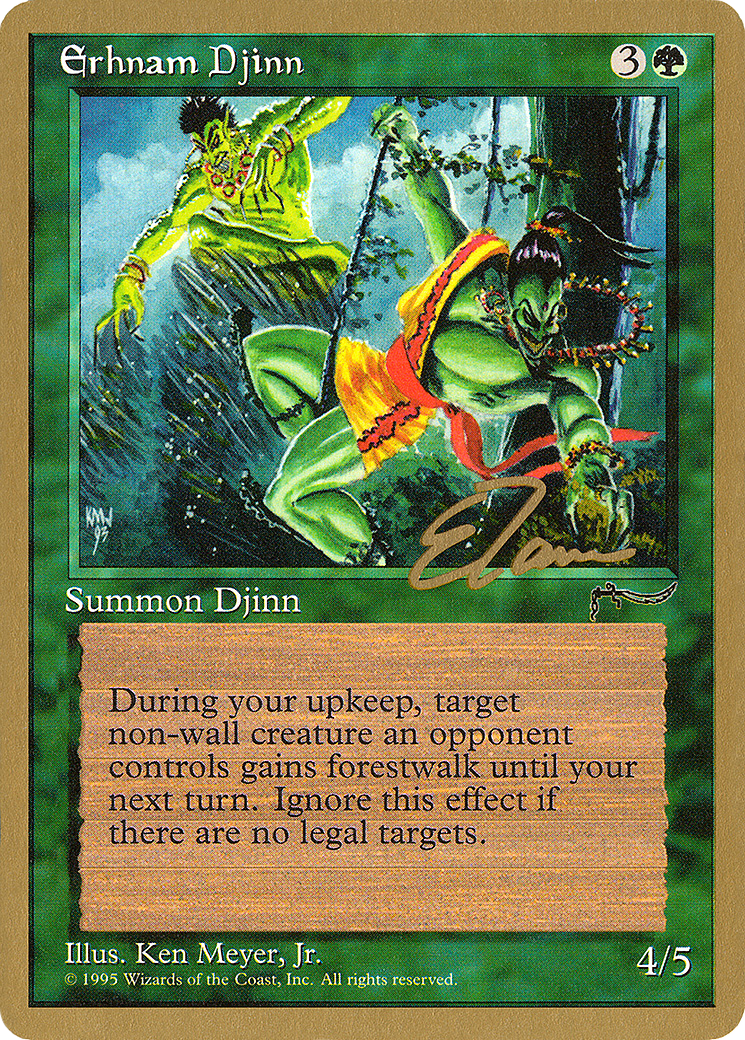 Erhnam Djinn 3
KMJ
93
Summon Djinn
During your upkeep, target
non-wall creature an opponent
controls gains forestwalk until your
next turn. Ignore this effect if
there are no legal targets.
Illus. Ken Meyer, Jr.
4/5
© 1995 Wizards of the Coast, Inc. All rights reserved.